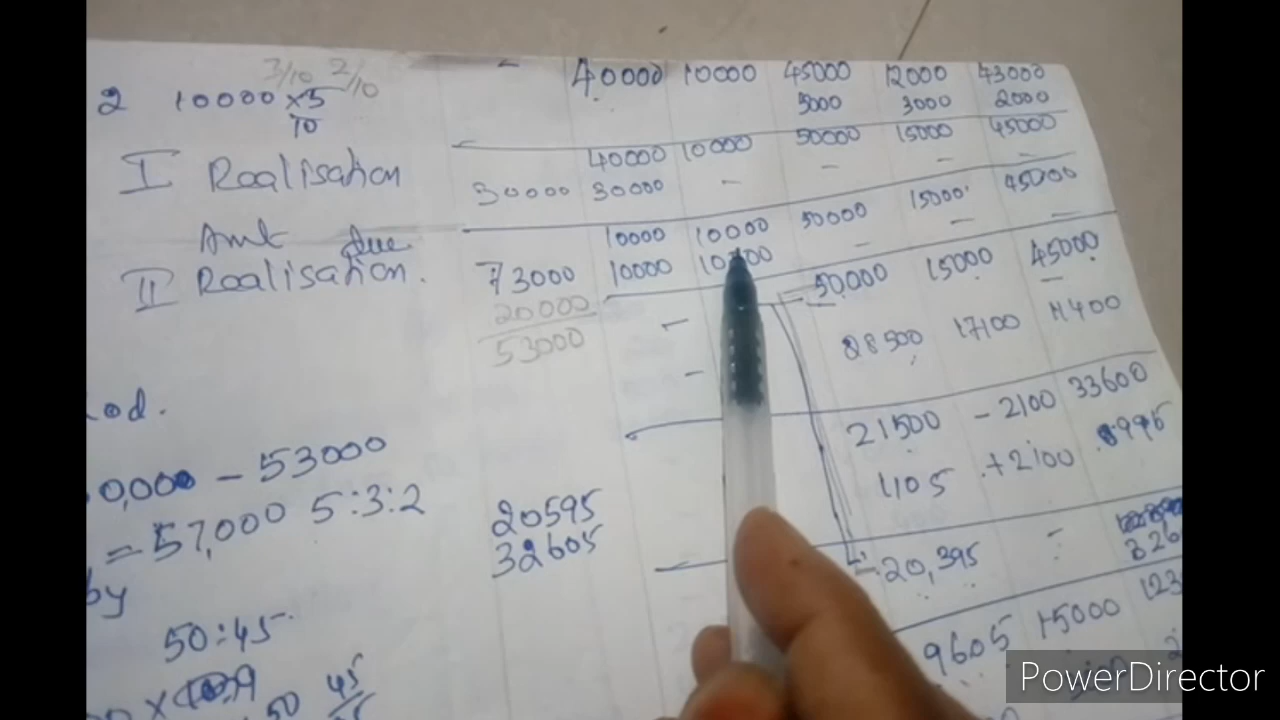 3/10 2/10
- 40000 10000 45000 12000 43000
2 10000 × 5/10 5000 3000 2000
40000 10000 50000 15000 45000
I Realisation 30000 30000 - - - -
Amt due 10000 10000 50000 15000 45000
II Realisation. 73000 10000 - - -
20000 - 50000 15000 45000
53000 - 28500 17100 11400
od.
21500 - 2100 33600
0,000 - 53000 1105 + 2100
= 57,000 5:3:2 20595
32605 20,395 -
by
50:45
9605 15000
45
PowerDirector